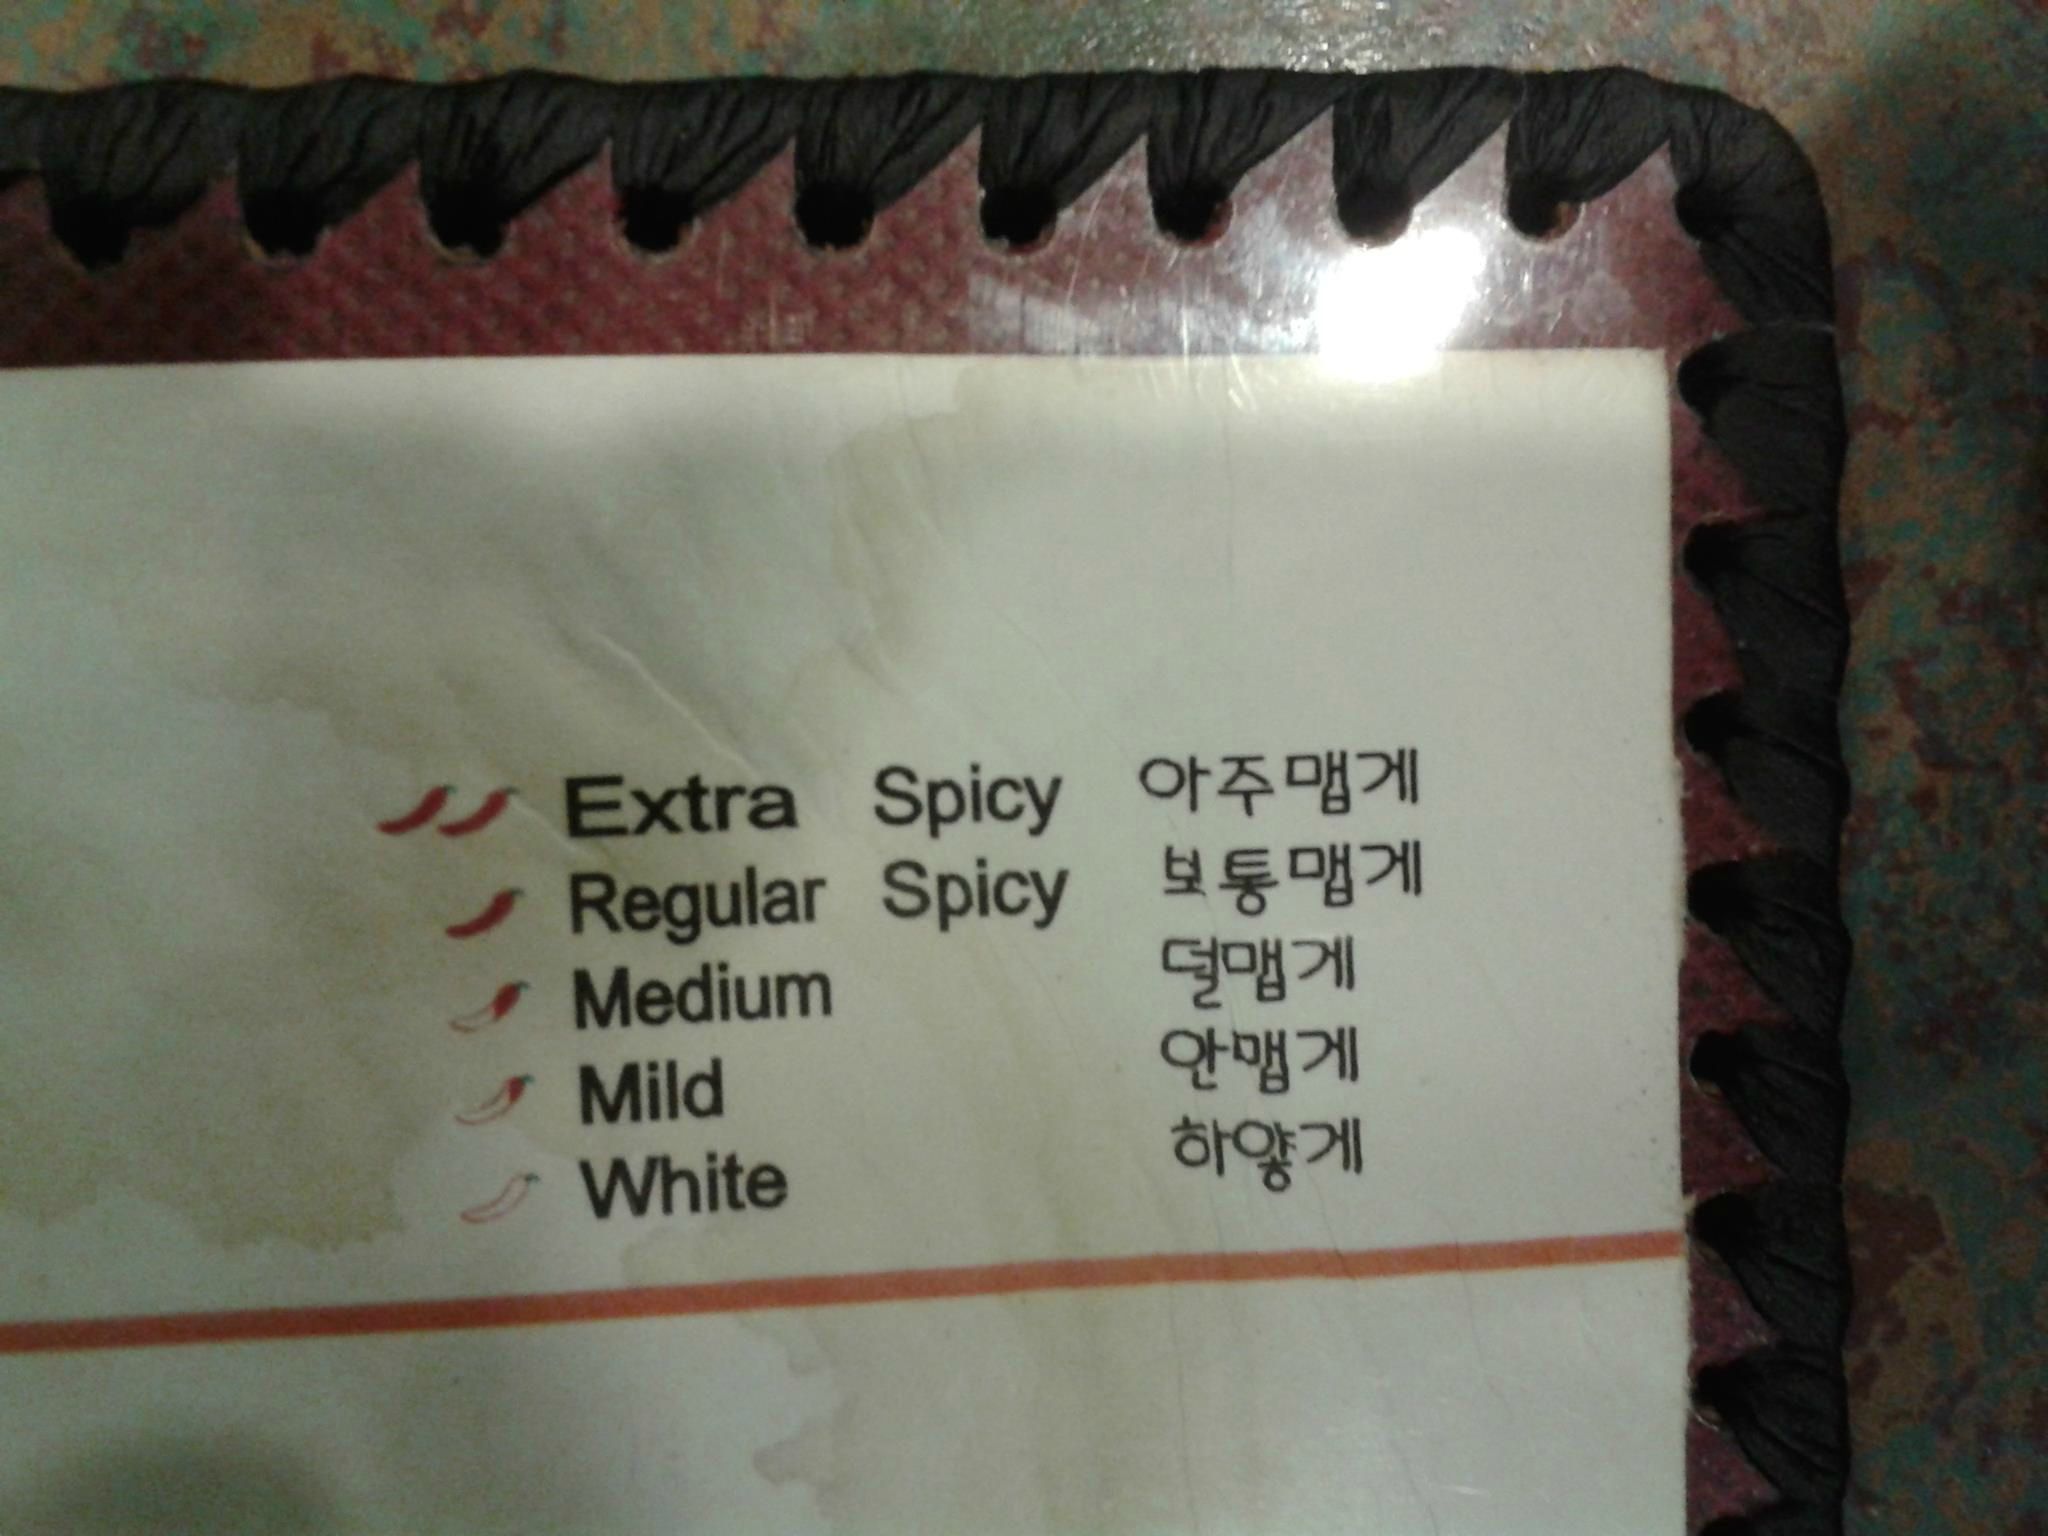 Extra Spicy 아주맵게
Regular Spicy 보통맵게
Medium 덜맵게
Mild 안맵게
White 하얗게